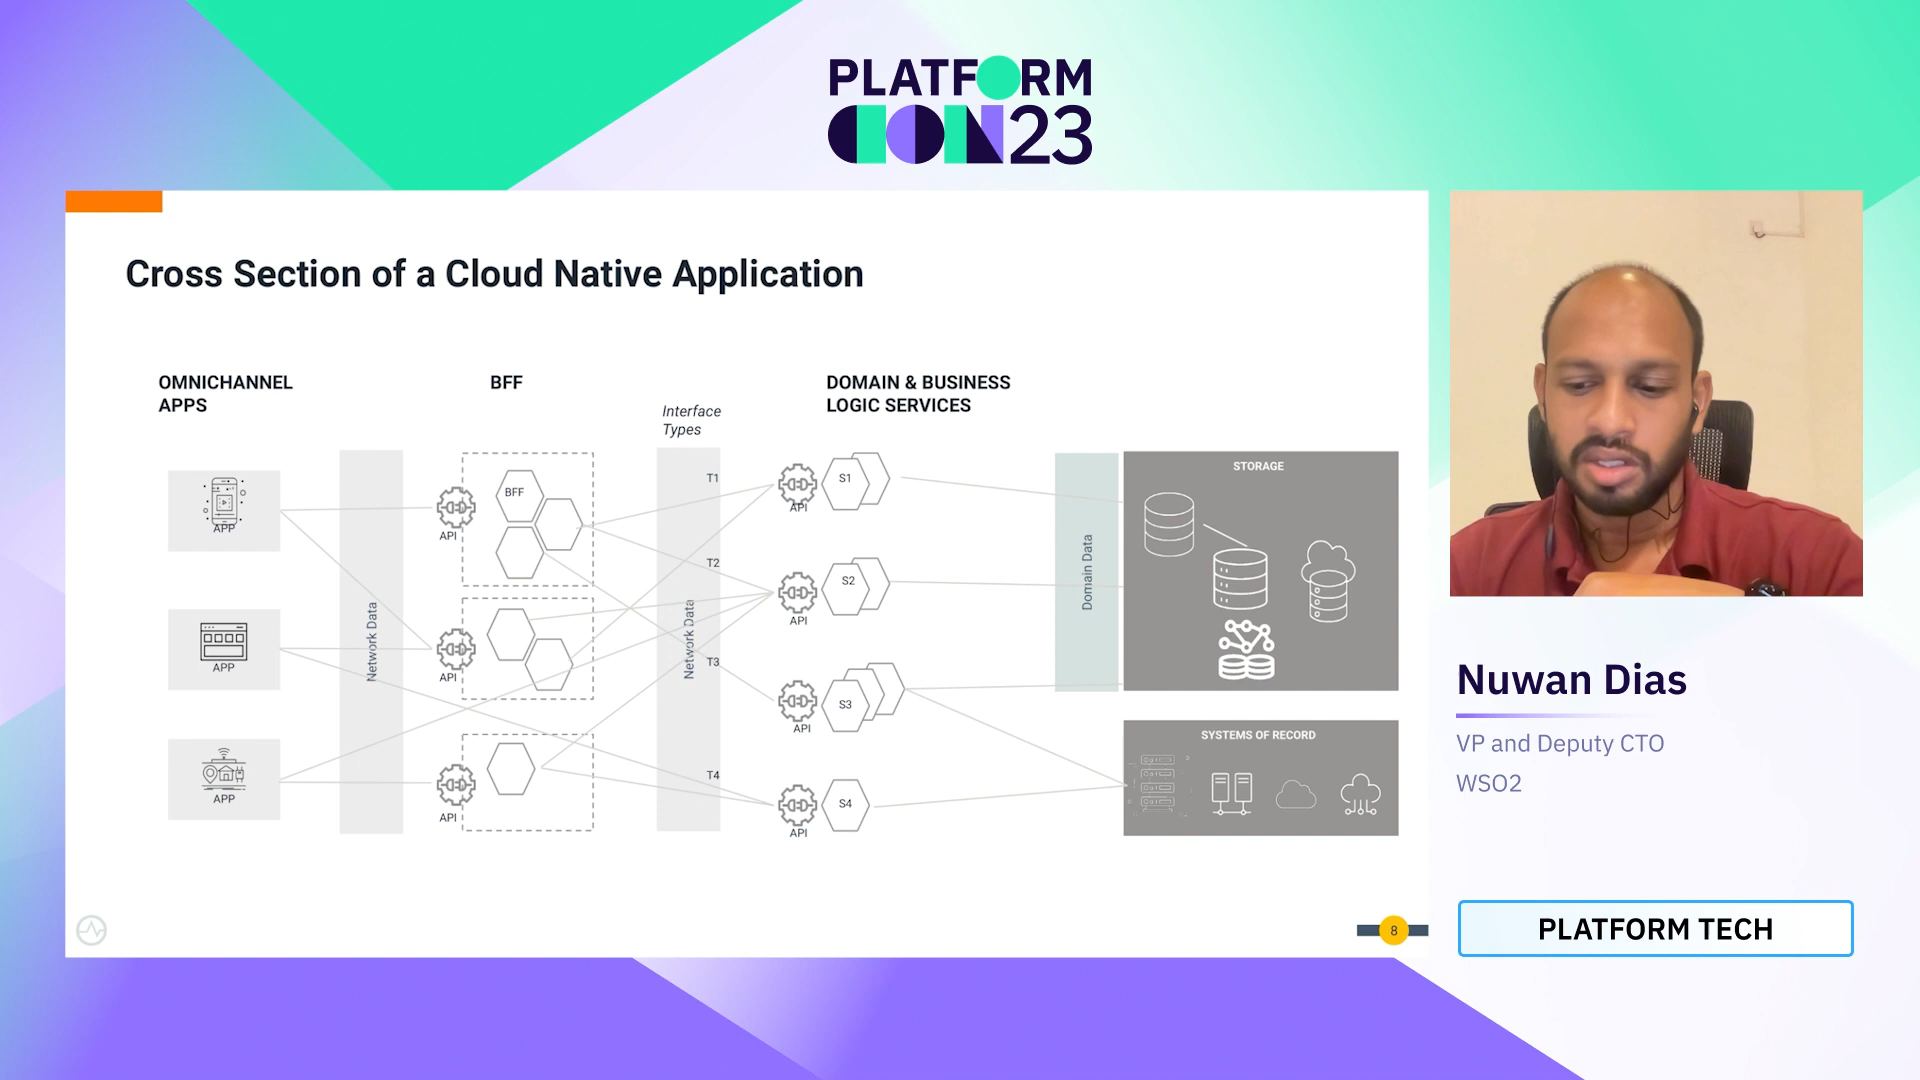 PLATFORM
CON23
Cross Section of a Cloud Native Application
OMNICHANNEL
APPS
BFF
Interface
Types
DOMAIN & BUSINESS
LOGIC SERVICES
APP
APP
APP
Network Data
API
API
API
BFF
Network Data
T1
T2
T3
T4
API
API
API
API
S1
S2
S3
S4
Domain Data
STORAGE
SYSTEMS OF RECORD
8
Nuwan Dias
VP and Deputy CTO
WSO2
PLATFORM TECH